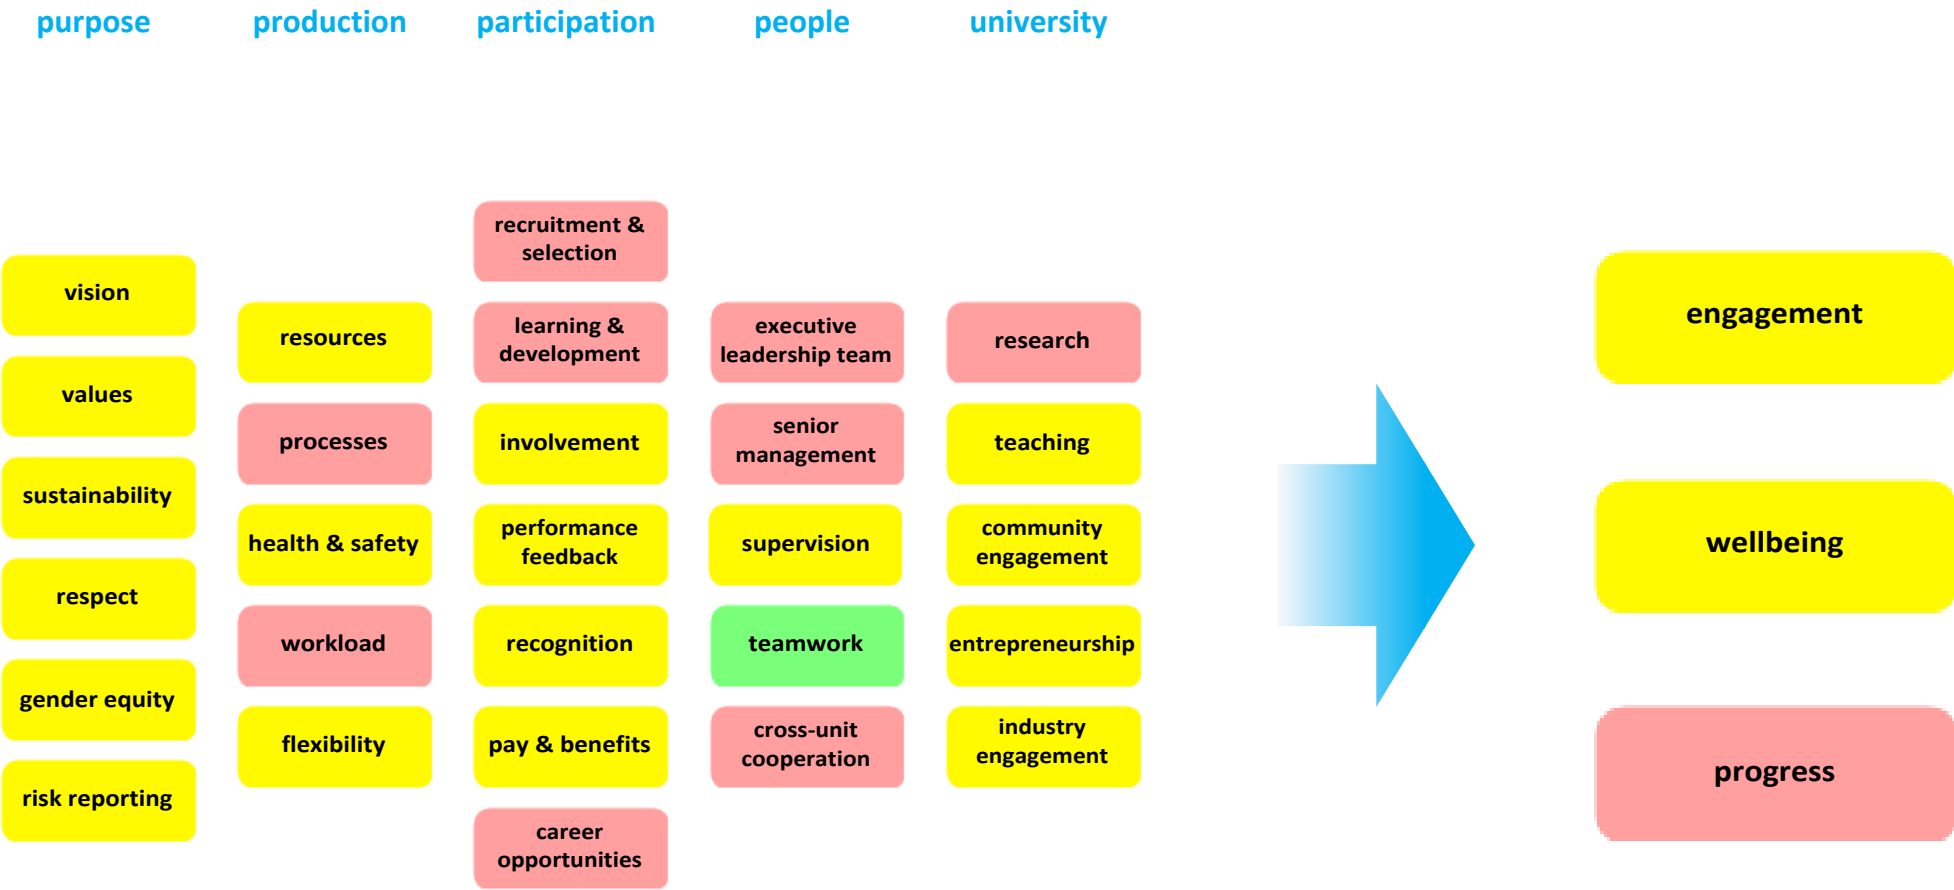 purpose
production
participation
people
university
vision
values
sustainability
respect
gender equity
risk reporting
resources
processes
health & safety
workload
flexibility
recruitment &
selection
learning &
development
involvement
performance
feedback
recognition
pay & benefits
career
opportunities
executive
leadership team
senior
management
supervision
teamwork
cross-unit
cooperation
research
teaching
community
engagement
entrepreneurship
industry
engagement
engagement
wellbeing
progress